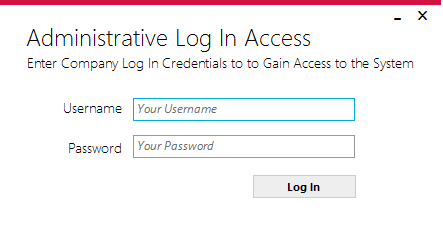 Administrative Log In Access
Enter Company Log In Credentials to to Gain Access to the System
Username
Your Username
Password
Your Password
Log In